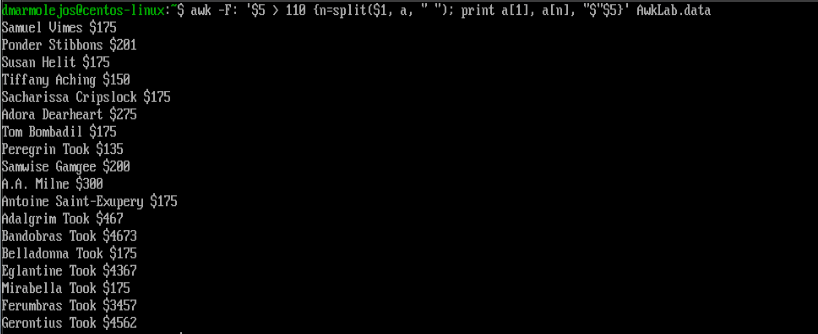 dmarmolejos@centos-linux:~$ awk -F: '$5 > 110 {n=split($1, a, " "); print a[1], a[n], "$"$5}' AwkLab.data
Samuel Vimes $175
Ponder Stibbons $201
Susan Helit $175
Tiffany Aching $150
Sacharissa Cripslock $175
Adora Dearheart $275
Tom Bombadil $175
Peregrin Took $135
Samwise Gamgee $200
A.A. Milne $300
Antoine Saint-Exupery $175
Adalgrim Took $467
Bandobras Took $4673
Belladonna Took $175
Eglantine Took $4367
Mirabella Took $175
Ferumbras Took $3457
Gerontius Took $4562